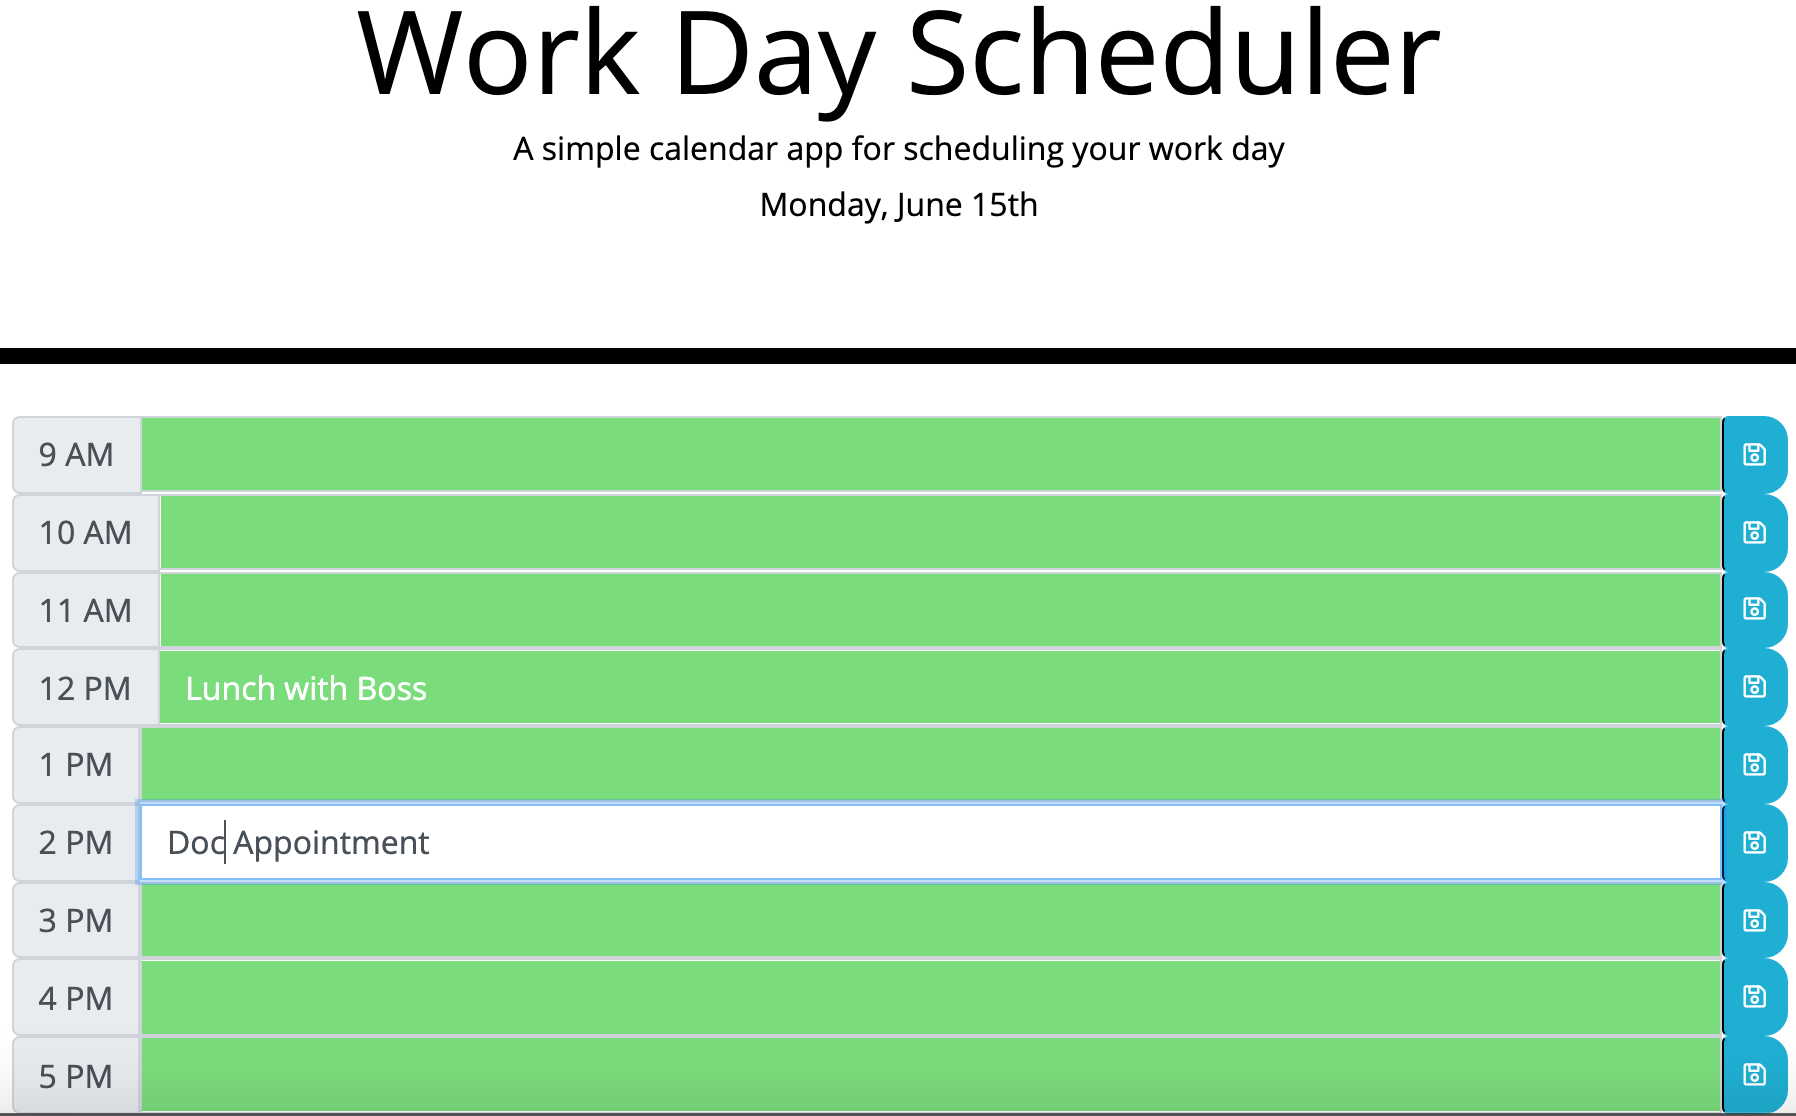 Work Day Scheduler
A simple calendar app for scheduling your work day
Monday, June 15th
9 AM
10 AM
11 AM
12 PM Lunch with Boss
1 PM
2 PM Doc Appointment
3 PM
4 PM
5 PM